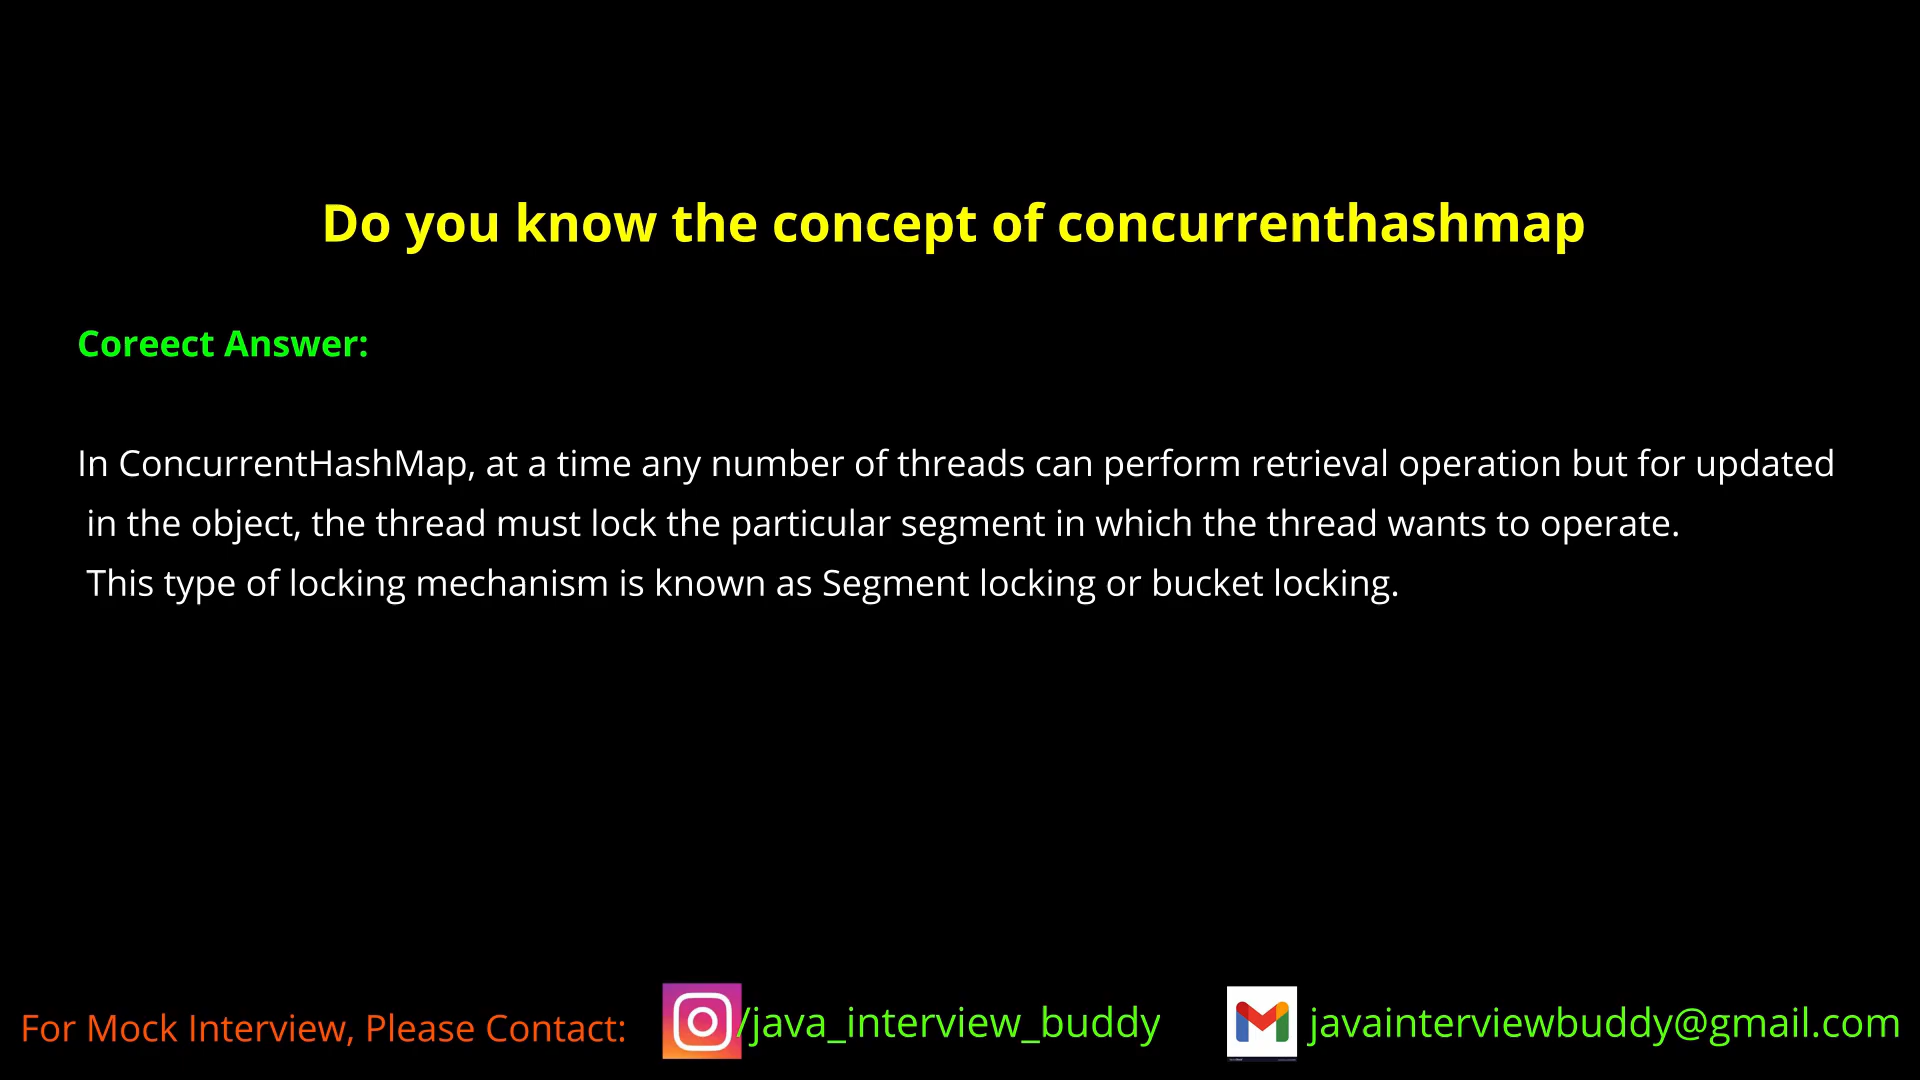 Do you know the concept of concurrenthashmap
Coreect Answer:
In ConcurrentHashMap, at a time any number of threads can perform retrieval operation but for updated
in the object, the thread must lock the particular segment in which the thread wants to operate.
This type of locking mechanism is known as Segment locking or bucket locking.
For Mock Interview, Please Contact: /java_interview_buddy javainterviewbuddy@gmail.com